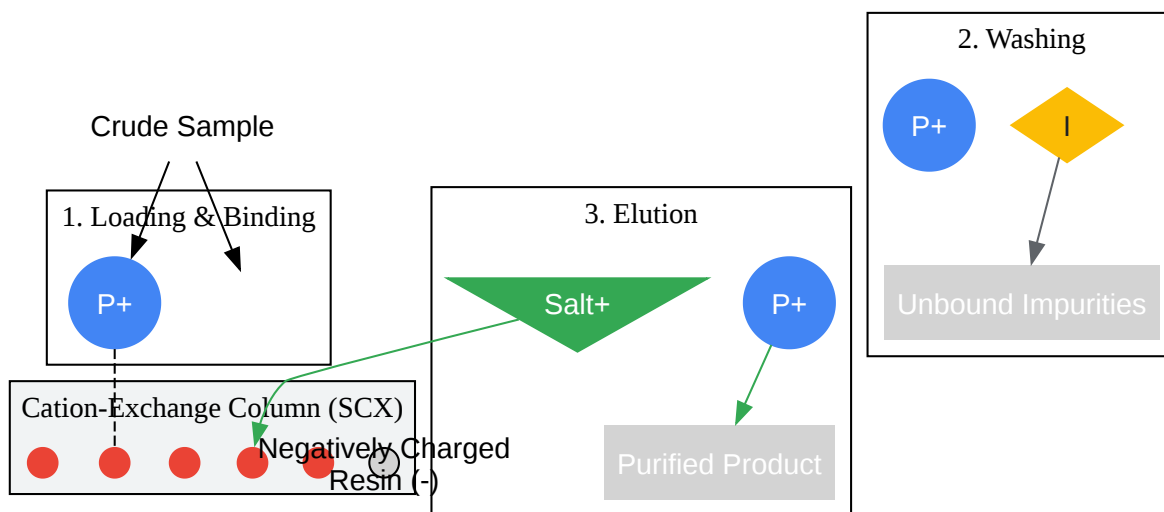 Crude Sample
1. Loading & Binding
P+
Cation-Exchange Column (SCX)
Negatively Charged
Resin (-)
3. Elution
Salt+
P+
Purified Product
2. Washing
P+
I
Unbound Impurities